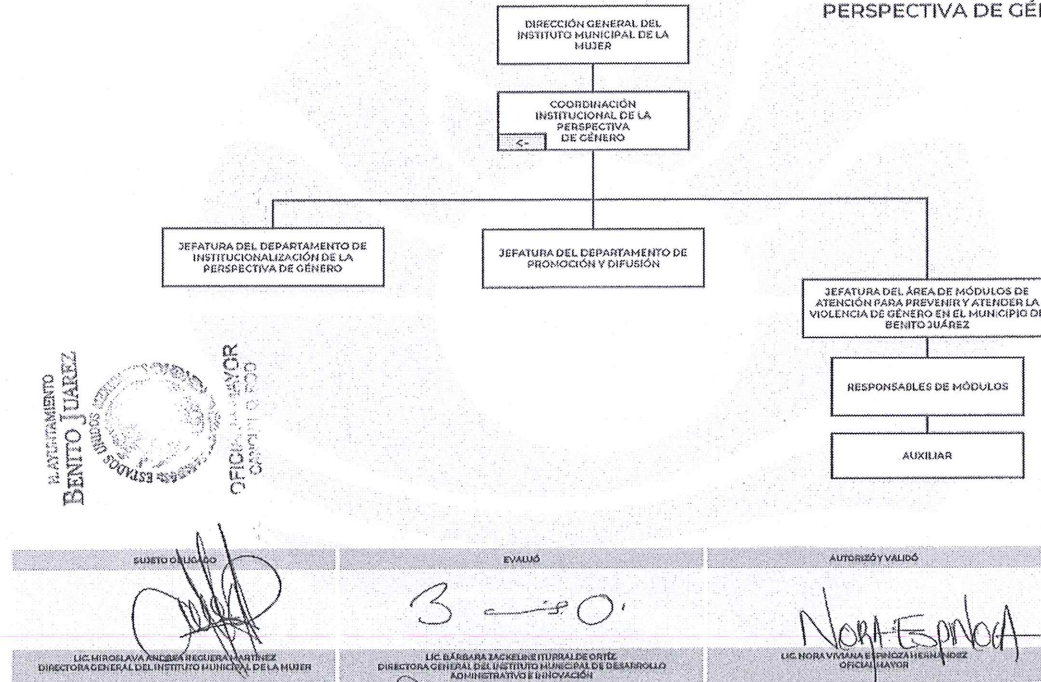 PERSPECTIVA DE GÉ
DIRECCIÓN GENERAL DEL
INSTITUTO MUNICIPAL DE LA
MUJER
COORDINACIÓN
INSTITUCIONAL DE LA
PERSPECTIVA
DE GÉNERO
<-
JEFATURA DEL DEPARTAMENTO DE
INSTITUCIONALIZACIÓN DE LA
PERSPECTIVA DE GÉNERO
JEFATURA DEL DEPARTAMENTO DE
PROMOCIÓN Y DIFUSIÓN
JEFATURA DEL ÁREA DE MÓDULOS DE
ATENCIÓN PARA PREVENIR Y ATENDER LA
VIOLENCIA DE GÉNERO EN EL MUNICIPIO DE
BENITO JUÁREZ
RESPONSABLES DE MÓDULOS
AUXILIAR
H. AYUNTAMIENTO
BENITO JUAREZ
ESTADOS UNIDOS
OFICIALIA MAYOR
SUJETO OBLIGADO
EVALUÓ
AUTORIZÓ Y VALIDÓ
NORA ESPINOZA
LIC. MIROSLAVA ANDREA REGUERA MARTINEZ
DIRECTORA GENERAL DEL INSTITUTO MUNICIPAL DE LA MUJER
LIC. BÁRBARA JACKELINE ITURRALDE ORTÍZ
DIRECTORA GENERAL DEL INSTITUTO MUNICIPAL DE DESARROLLO
ADMINISTRATIVO E INNOVACIÓN
LIC. NORA VIVIANA ESPINOZA HERNÁNDEZ
OFICIAL MAYOR